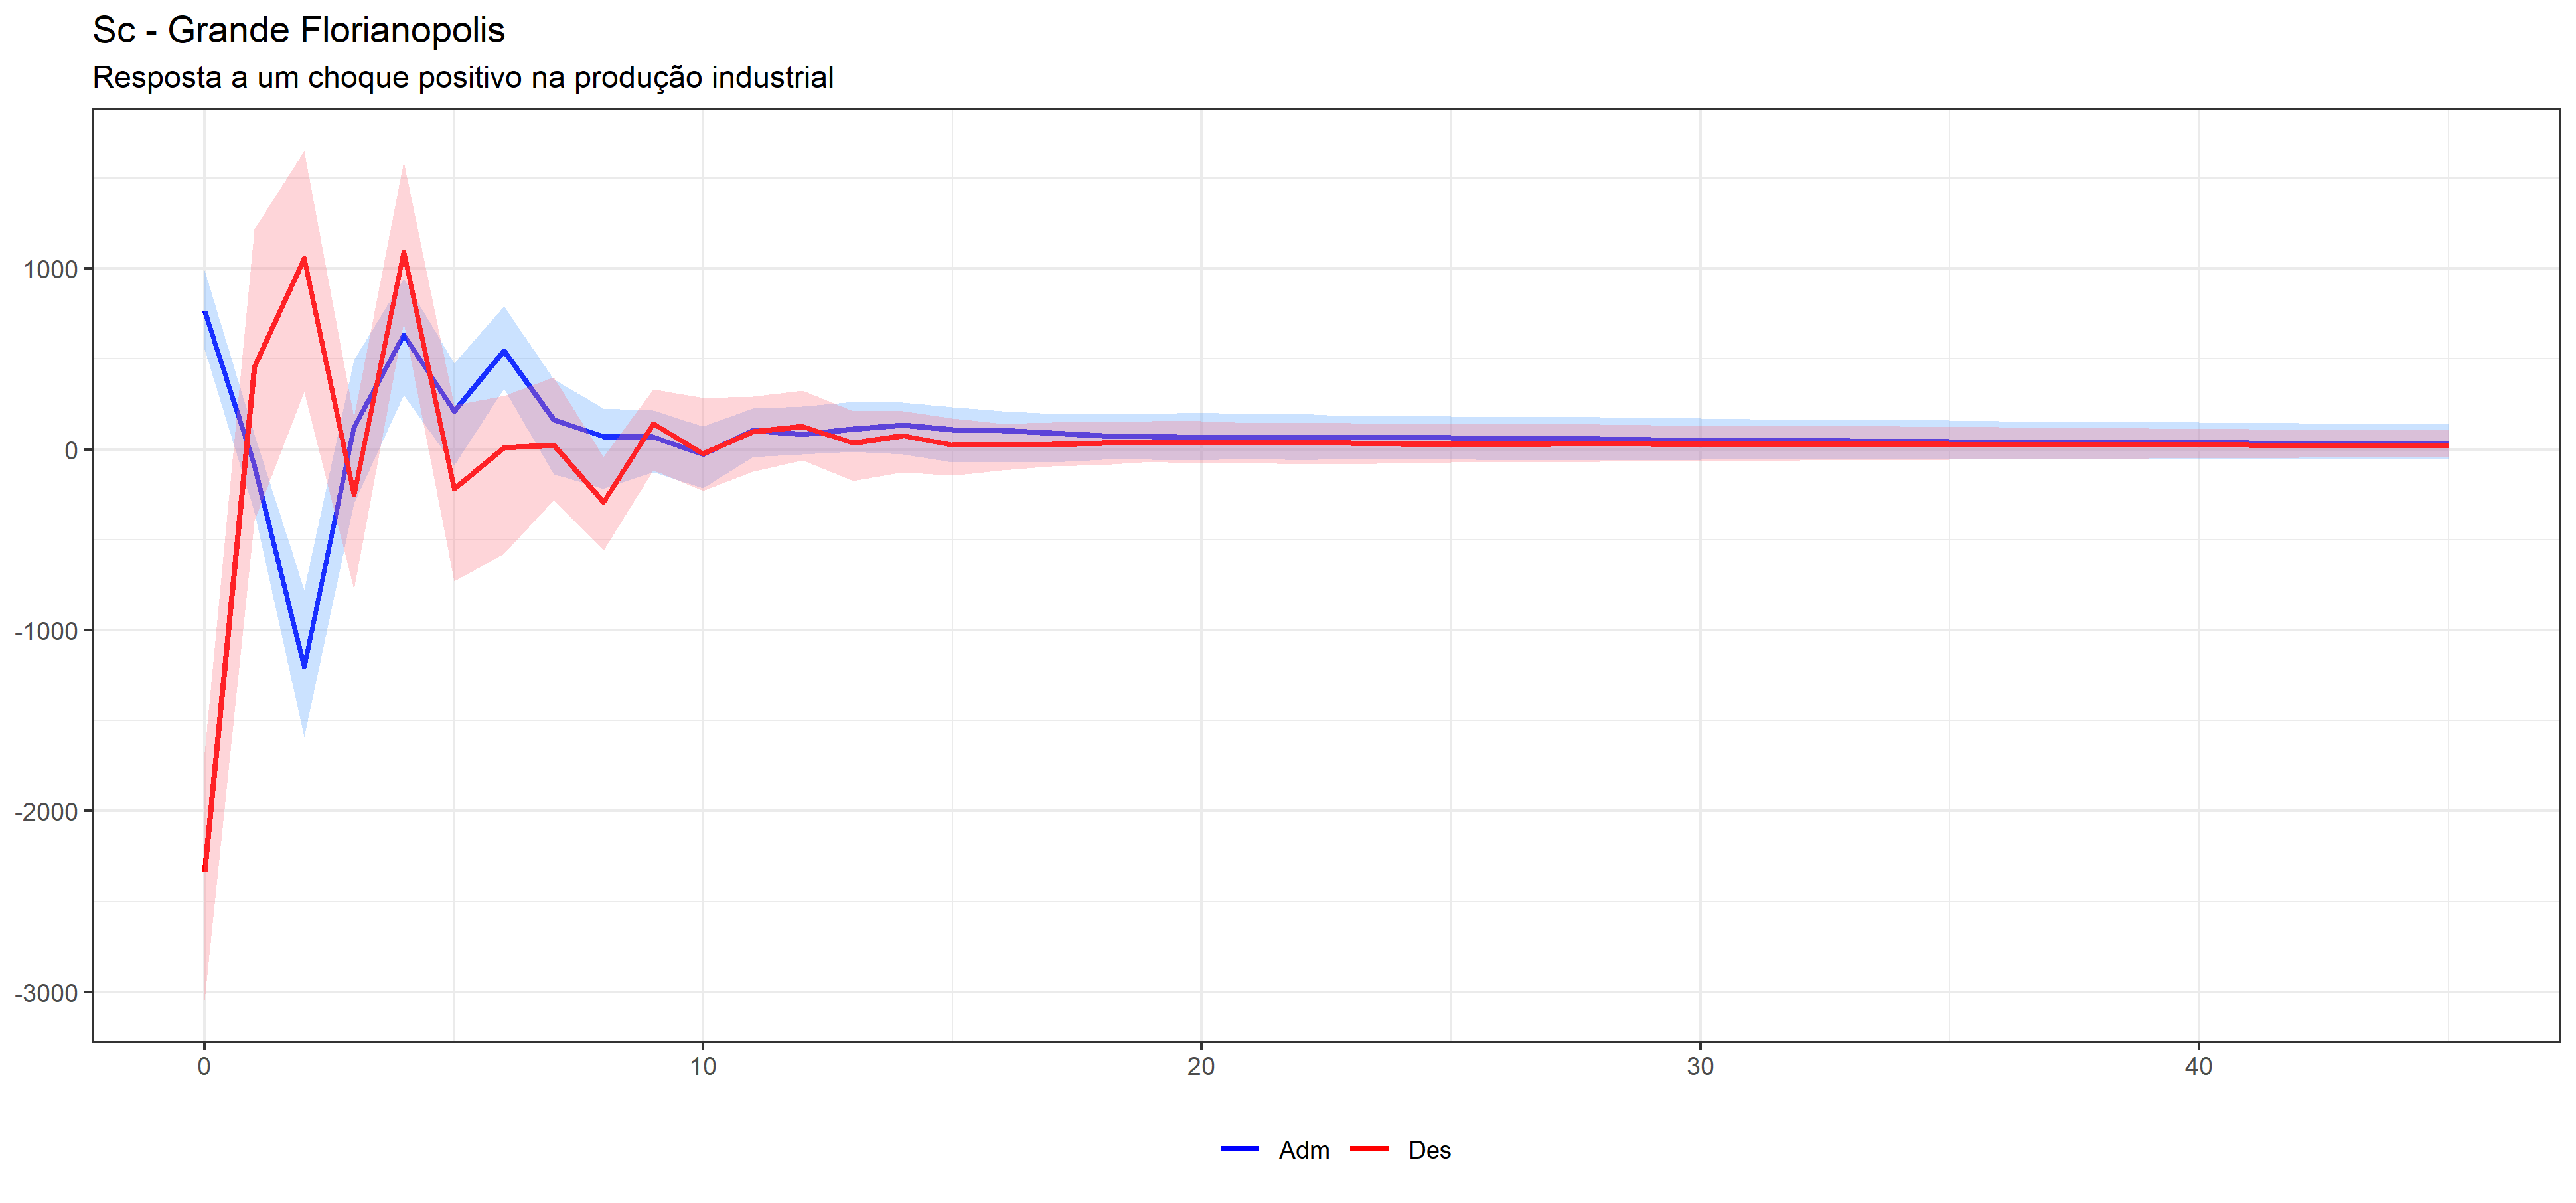 Sc - Grande Florianopolis
Resposta a um choque positivo na produção industrial
1000
0
-1000
-2000
-3000
0 10 20 30 40
Adm Des